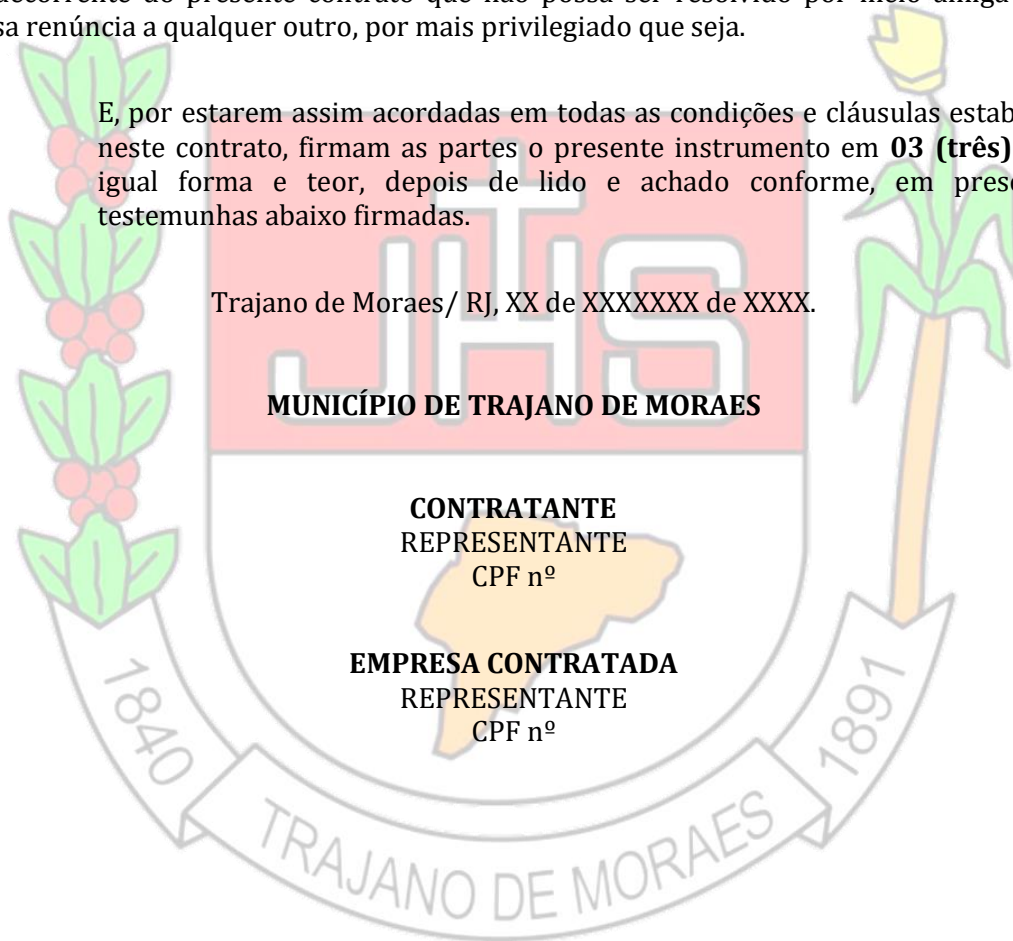 decorrente do presente contrato que não possa ser resolvido por meio
renúncia a qualquer outro, por mais privilegiado que seja.
E, por estarem assim acordadas em todas as condições e cláusulas
neste contrato, firmam as partes o presente instrumento em 03 (três)
igual forma e teor, depois de lido e achado conforme, em
testemunhas abaixo firmadas.
Trajano de Moraes/ RJ, XX de XXXXXXX de XXXX.
JHS
MUNICÍPIO DE TRAJANO DE MORAES
CONTRATANTE
REPRESENTANTE
CPF nº
EMPRESA CONTRATADA
REPRESENTANTE
CPF nº
1840
TRAJANO DE MORAES
1891